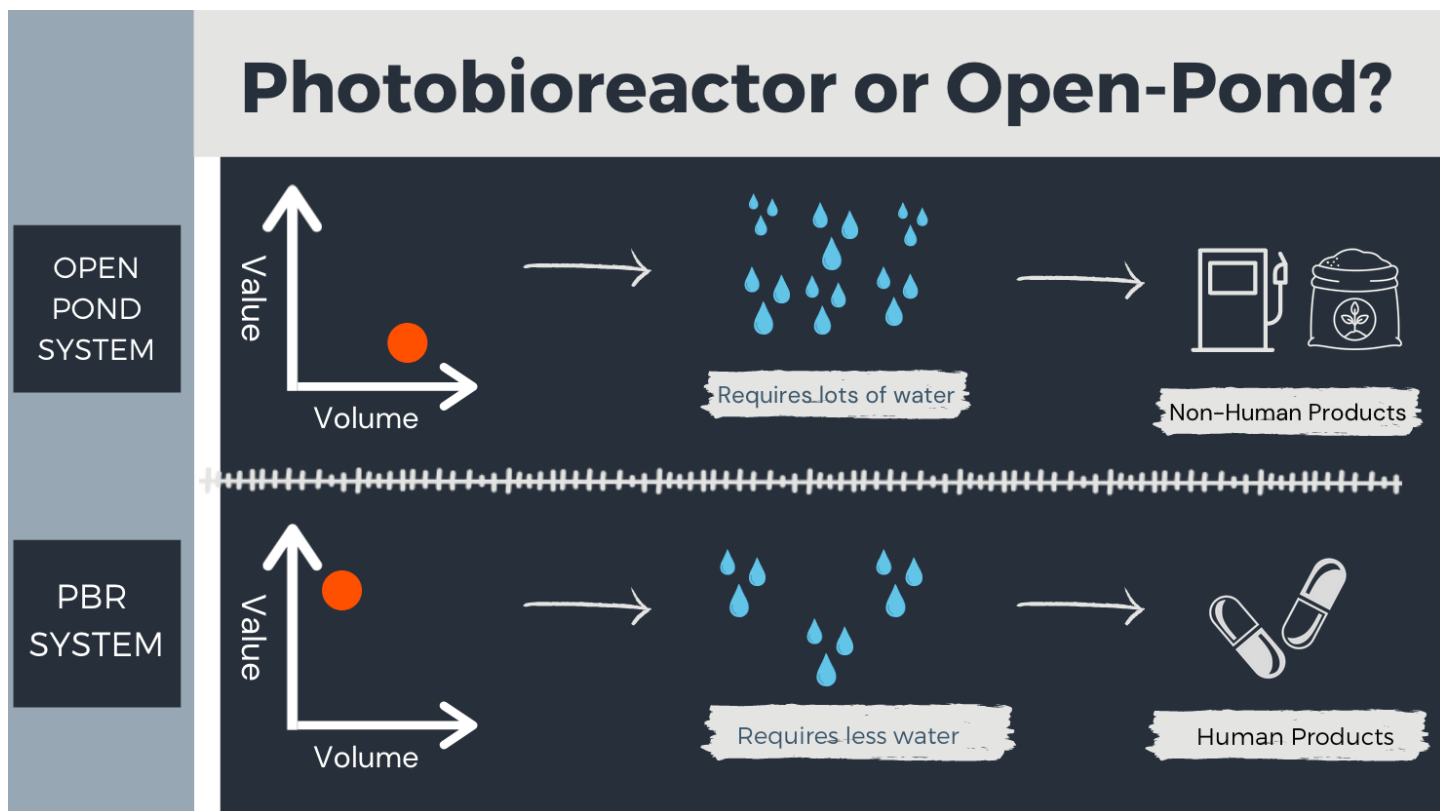 Photobioreactor or Open-Pond?
OPEN
POND
SYSTEM
Value
Volume
Requires lots of water
Non-Human Products
PBR
SYSTEM
Value
Volume
Requires less water
Human Products